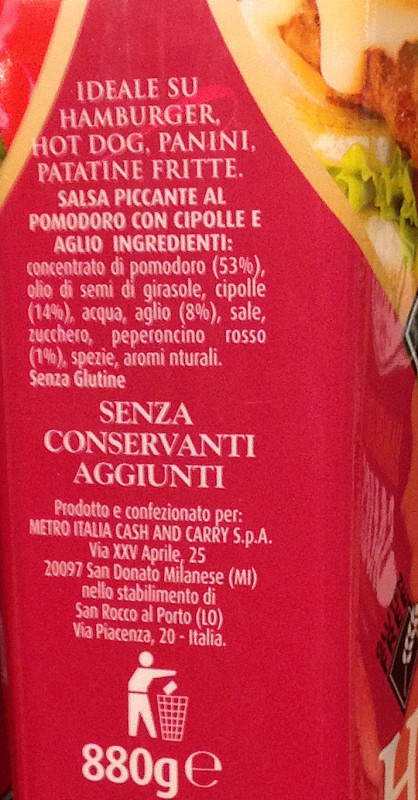 IDEALE SU
HAMBURGER,
HOT DOG, PANINI,
PATATINE FRITTE.
SALSA PICCANTE AL
POMODORO CON CIPOLLE E
AGLIO INGREDIENTI:
concentrato di pomodoro (53%),
olio di semi di girasole, cipolle
(14%), acqua, aglio (8%), sale,
zucchero, peperoncino rosso
(1%), spezie, aromi nturali.
Senza Glutine
SENZA
CONSERVANTI
AGGIUNTI
Prodotto e confezionato per:
METRO ITALIA CASH AND CARRY S.p.A.
Via XXV Aprile, 25
20097 San Donato Milanese (MI)
nello stabilimento di
San Rocco al Porto (LO)
Via Piacenza, 20 - Italia.
880g e